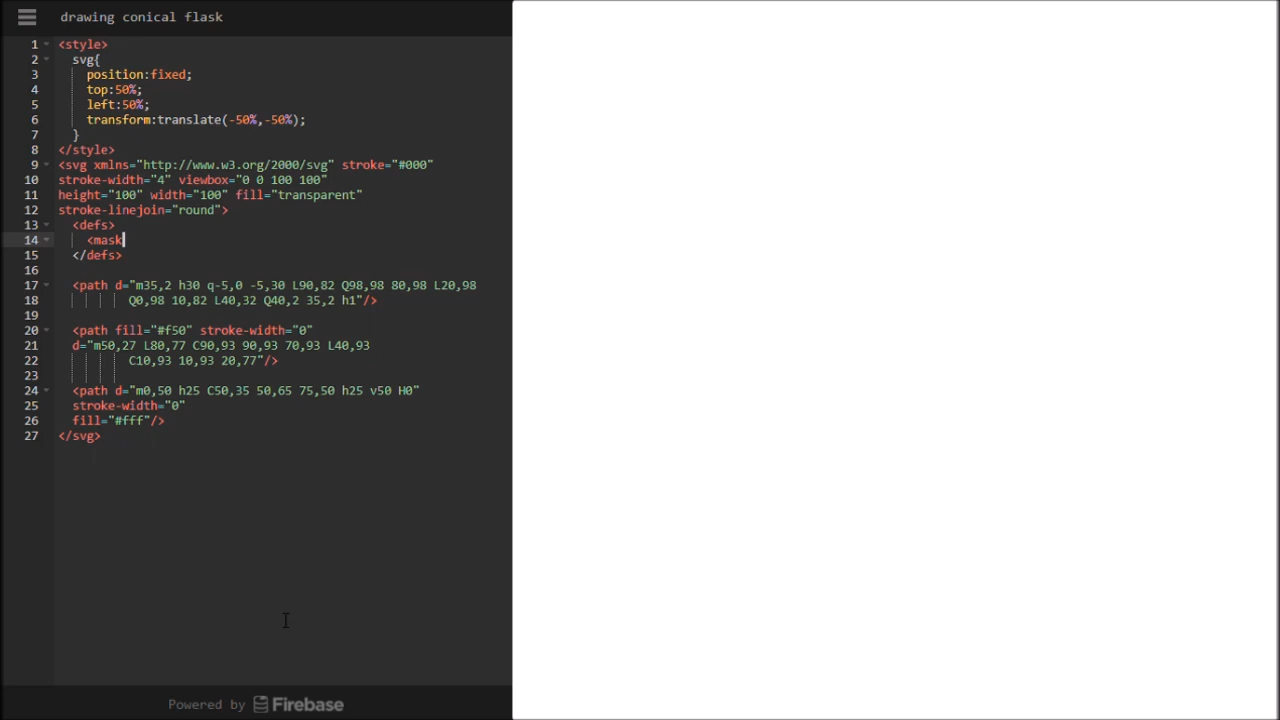 drawing conical flask
1 <style>
2 svg{
3 position:fixed;
4 top:50%;
5 left:50%;
6 transform:translate(-50%,-50%);
7 }
8 </style>
9 <svg xmlns="http://www.w3.org/2000/svg" stroke="#000"
10 stroke-width="4" viewbox="0 0 100 100"
11 height="100" width="100" fill="transparent"
12 stroke-linejoin="round">
13 <defs>
14 <mask
15 </defs>
16
17 <path d="m35,2 h30 q-5,0 -5,30 L90,82 Q98,98 80,98 L20,98
18 Q0,98 10,82 L40,32 Q40,2 35,2 h1"/>
19
20 <path fill="#f50" stroke-width="0"
21 d="m50,27 L80,77 C90,93 90,93 70,93 L40,93
22 C10,93 10,93 20,77"/>
23
24 <path d="m0,50 h25 C50,35 50,65 75,50 h25 v50 H0"
25 stroke-width="0"
26 fill="#fff"/>
27 </svg>
Powered by Firebase